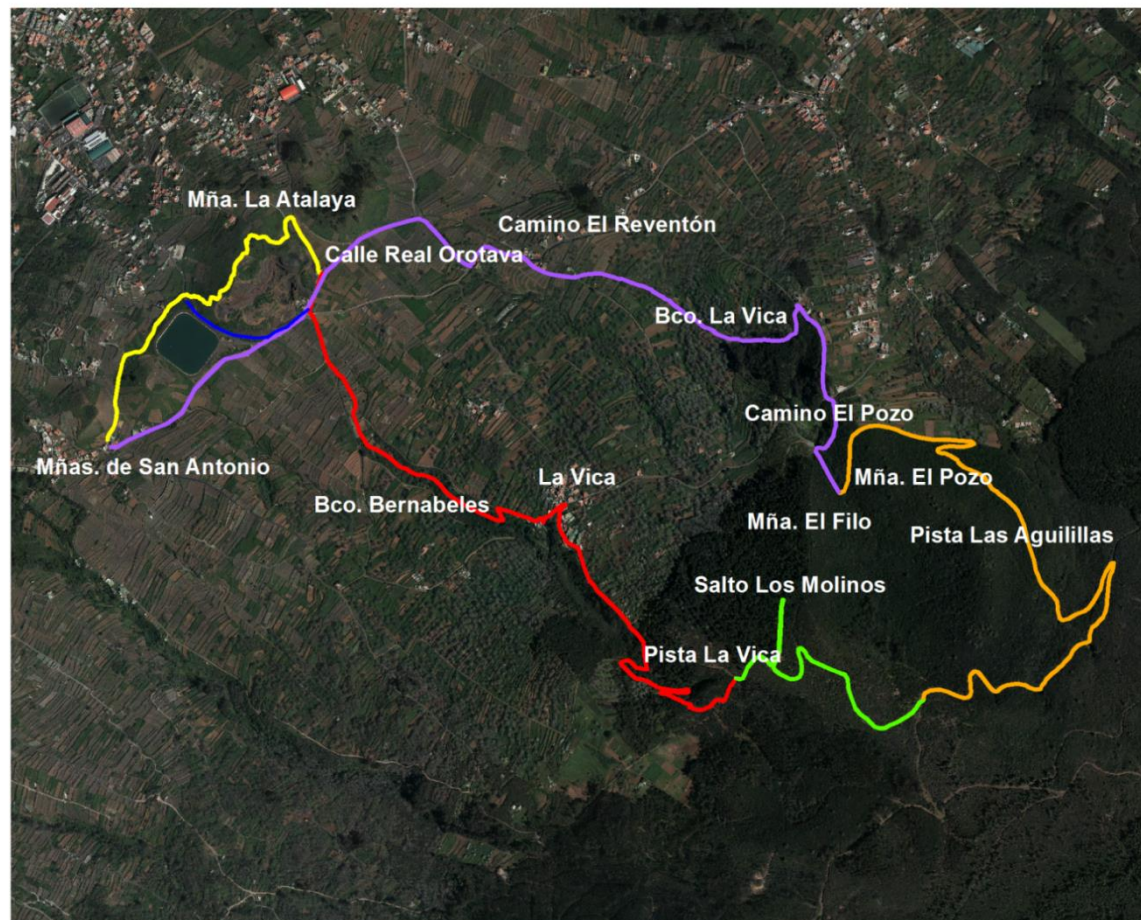 Mña. La Atalaya
Camino El Reventón
Calle Real Orotava
Bco. La Vica
Camino El Pozo
Mñas. de San Antonio
La Vica
Mña. El Pozo
Bco. Bernabeles
Mña. El Filo
Pista Las Aguilillas
Salto Los Molinos
Pista La Vica